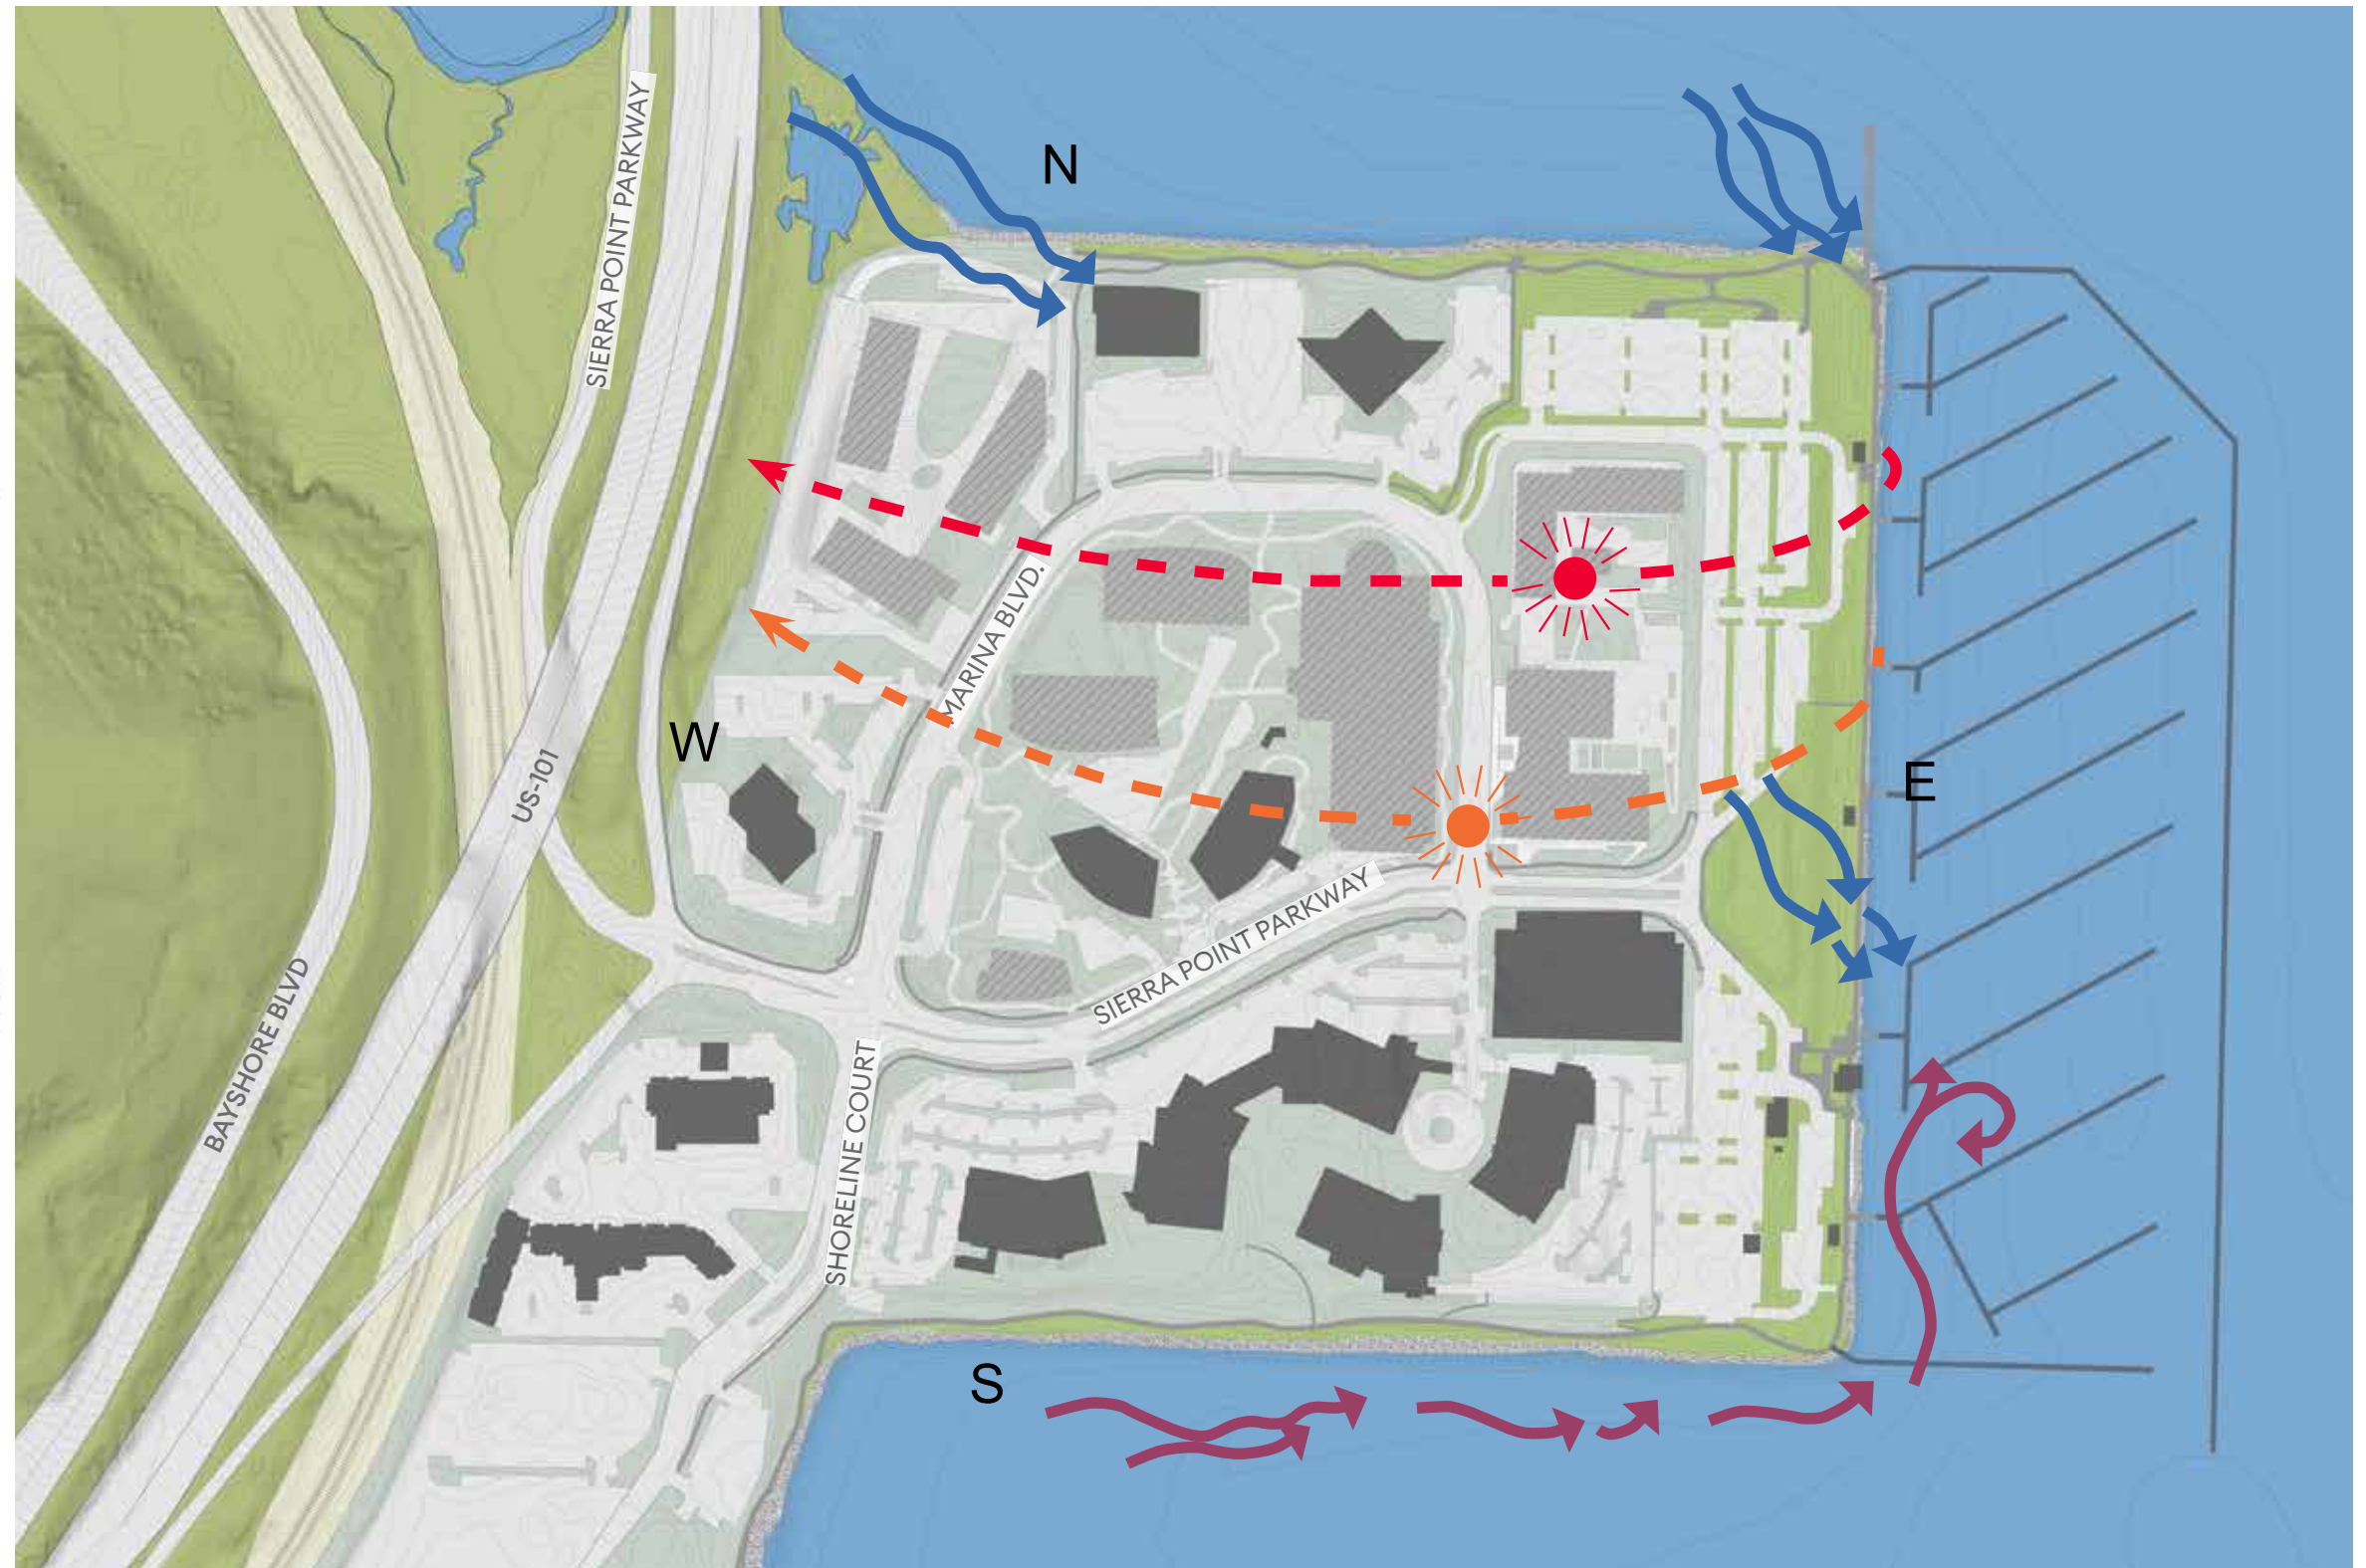 SIERRA POINT PARKWAY
N
MARINA BLVD.
W
US-101
E
SIERRA POINT PARKWAY
BAYSHORE BLVD
SHORELINE COURT
S